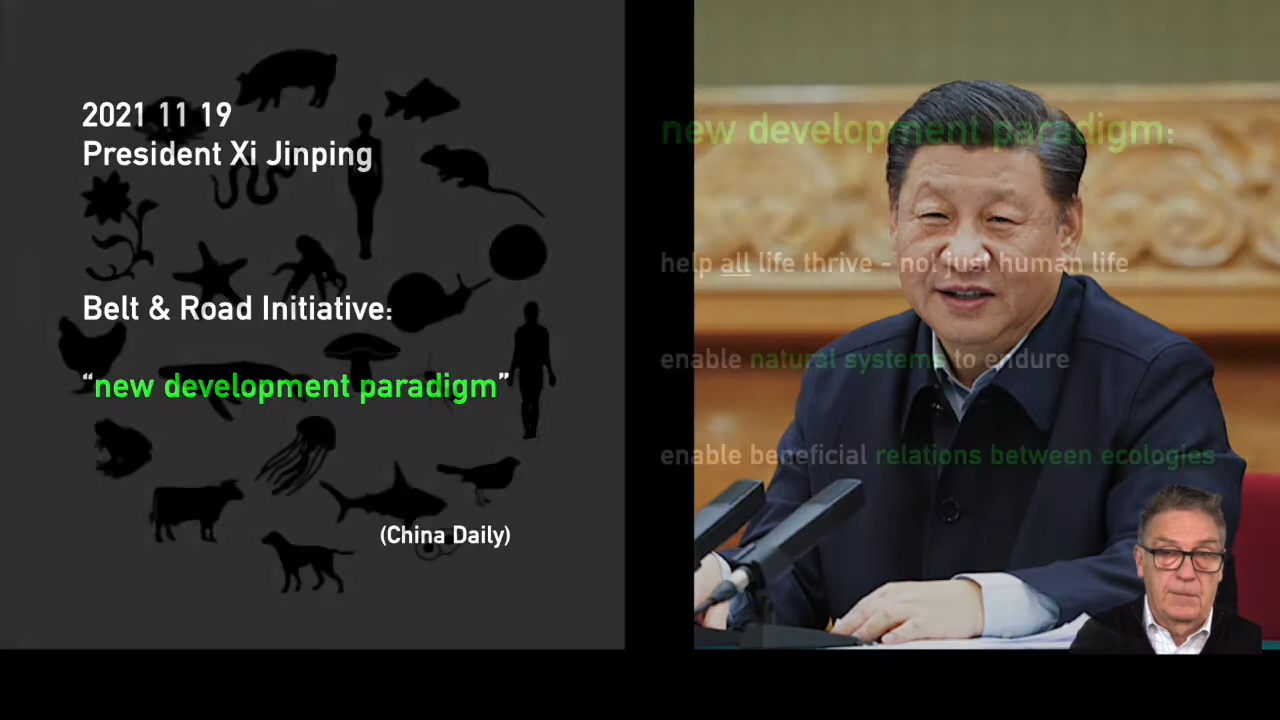 2021 11 19
President Xi Jinping
Belt & Road Initiative:
“new development paradigm”
(China Daily)
new development paradigm:
help all life thrive - not just human life
enable natural systems to endure
enable beneficial relations between ecologies